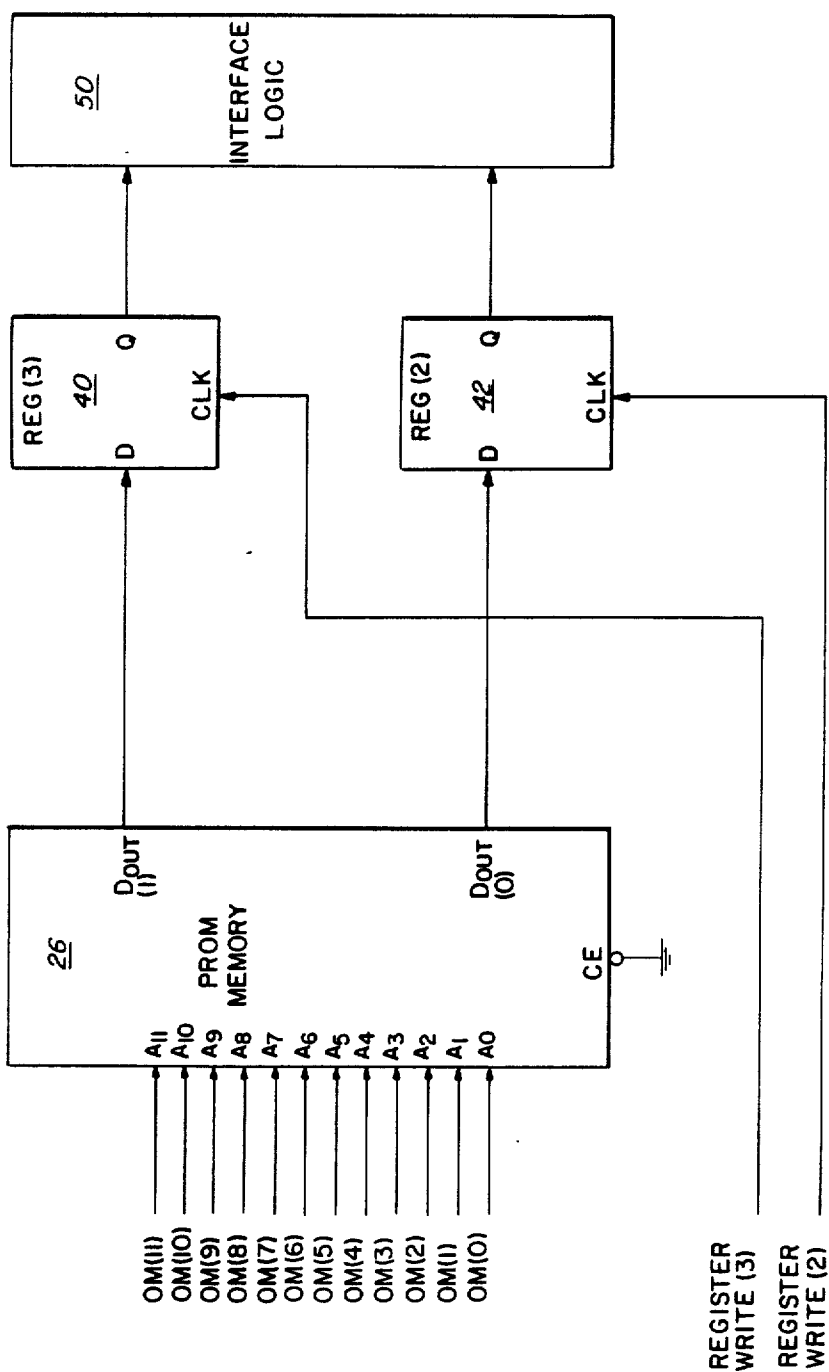 OM(11)
OM(10)
OM(9)
OM(8)
OM(7)
OM(6)
OM(5)
OM(4)
OM(3)
OM(2)
OM(1)
OM(0)
A11
A10
A9
A8
A7
A6
A5
A4
A3
A2
A1
A0
26
PROM
MEMORY
DOUT
(1)
DOUT
(0)
CE
REG (3)
40
D
Q
CLK
REG (2)
42
D
Q
CLK
50
INTERFACE
LOGIC
REGISTER
WRITE (3)
REGISTER
WRITE (2)